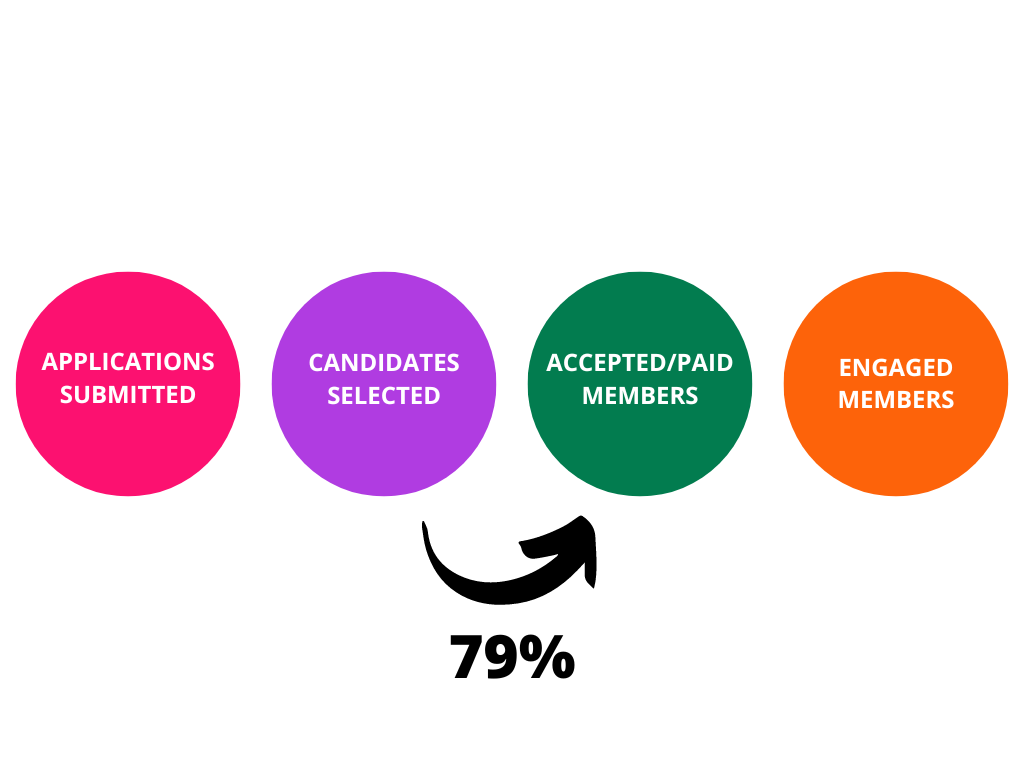 APPLICATIONS
SUBMITTED
CANDIDATES
SELECTED
ACCEPTED/PAID
MEMBERS
ENGAGED
MEMBERS
79%